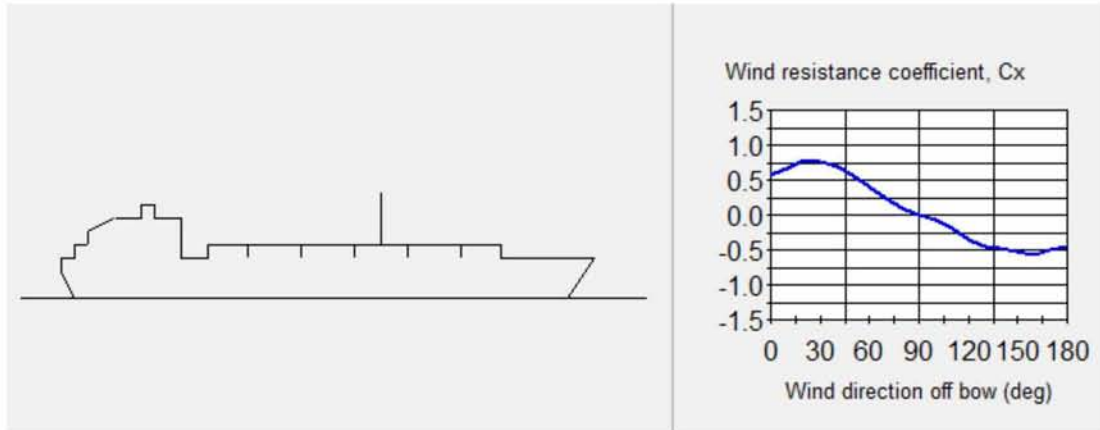 Wind resistance coefficient, Cx
1.5
1.0
0.5
0.0
-0.5
-1.0
-1.5
0 30 60 90 120 150 180
Wind direction off bow (deg)